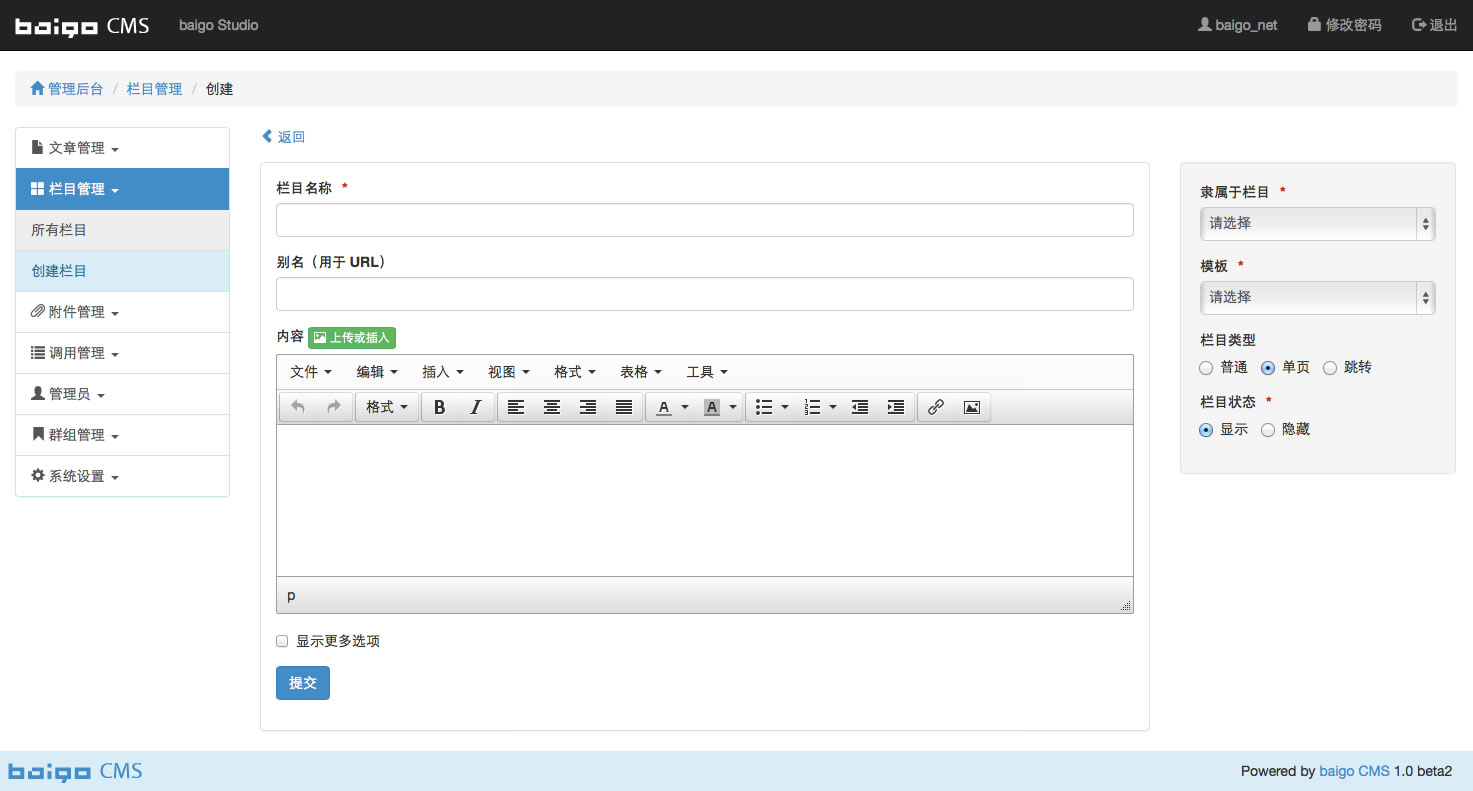 baigo CMS baigo Studio baigo_net 修改密码 退出
管理后台 / 栏目管理 / 创建
文章管理
栏目管理
所有栏目
创建栏目
附件管理
调用管理
管理员
群组管理
系统设置
返回
栏目名称 *
别名（用于 URL）
内容 上传或插入
文件 编辑 插入 视图 格式 表格 工具
格式 B I A A
p
显示更多选项
提交
隶属于栏目 *
请选择
模板 *
请选择
栏目类型
普通 单页 跳转
栏目状态 *
显示 隐藏
baigo CMS Powered by baigo CMS 1.0 beta2